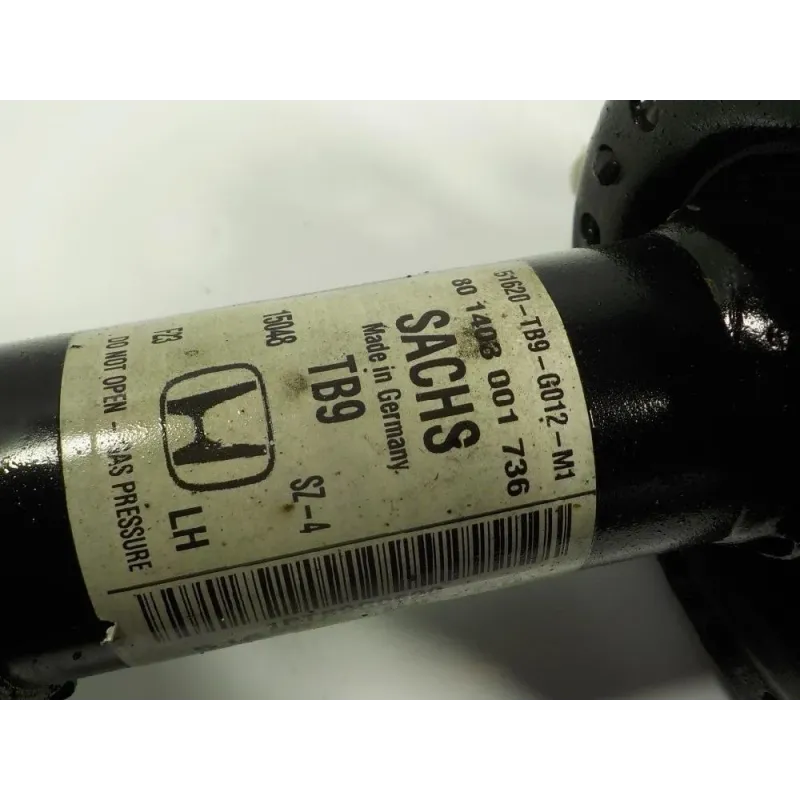 51620-TB9-G012-M1
80 1408 001 736
SACHS
Made in Germany.
TB9
SZ-4
15048
LH
DO NOT OPEN - GAS PRESSURE